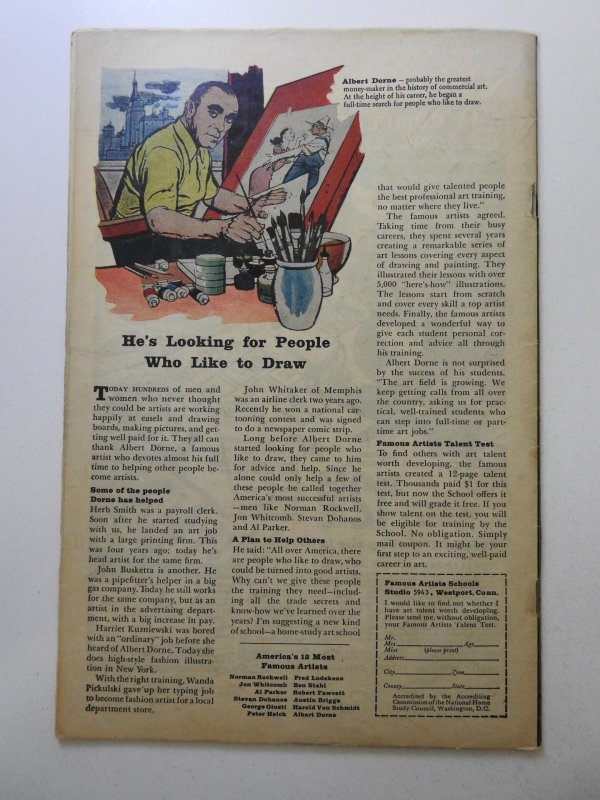 Albert Dorne — probably the greatest
money-maker in the history of commercial art.
At the height of his career, he began a
full-time search for people who like to draw.
He's Looking for People
Who Like to Draw
TODAY HUNDREDS of men and
women who never thought
they could be artists are working
happily at easels and drawing
boards, making pictures, and get-
ting well paid for it. They all can
thank Albert Dorne, a famous
artist who devotes almost his full
time to helping other people be-
come artists.
Some of the people
Dorne has helped
Herb Smith was a payroll clerk.
Soon after he started studying
with us, he landed an art job
with a large printing firm. This
was four years ago; today he's
head artist for the same firm.
John Busketta is another. He
was a pipefitter's helper in a big
gas company. Today he still works
for the same company, but as an
artist in the advertising depart-
ment, with a big increase in pay.
Harriet Kuzniewski was bored
with an "ordinary" job before she
heard of Albert Dorne. Today she
does high-style fashion illustra-
tion in New York.
With the right training, Wanda
Pickulski gave up her typing job
to become fashion artist for a local
department store.
John Whitaker of Memphis
was an airline clerk two years ago.
Recently he won a national car-
tooning contest and was signed
to do a newspaper comic strip.
Long before Albert Dorne
started looking for people who
like to draw, they came to him
for advice and help. Since he
alone could only help a few of
these people he called together
America's most successful artists
—men like Norman Rockwell,
Jon Whitcomb, Stevan Dohanos
and Al Parker.
A Plan to Help Others
He said: "All over America, there
are people who like to draw, who
could be turned into good artists.
Why can't we give these people
the training they need—includ-
ing all the trade secrets and
know-how we've learned over the
years? I'm suggesting a new kind
of school—a home-study art school
America's 12 Most
Famous Artists
Norman Rockwell Fred Ludekens
Jon Whitcomb Ben Stahl
Al Parker Robert Fawcett
Stevan Dohanos Austin Briggs
George Giusti Harold Von Schmidt
Peter Helck Albert Dorne
that would give talented people
the best professional art training,
no matter where they live."
The famous artists agreed.
Taking time from their busy
careers, they spent several years
creating a remarkable series of
art lessons covering every aspect
of drawing and painting. They
illustrated their lessons with over
5,000 "here's-how" illustrations.
The lessons start from scratch
and cover every skill a top artist
needs. Finally, the famous artists
developed a wonderful way to
give each student personal cor-
rection and advice all through
his training.
Albert Dorne is not surprised
by the success of his students.
"The art field is growing. We
keep getting calls from all over
the country, asking us for prac-
tical, well-trained students who
can step into full-time or part-
time art jobs."
Famous Artists Talent Test
To find others with art talent
worth developing, the famous
artists created a 12-page talent
test. Thousands paid $1 for this
test, but now the School offers it
free and will grade it free. If you
show talent on the test, you will
be eligible for training by the
School. No obligation. Simply
mail coupon. It might be your
first step to an exciting, well-paid
career in art.
Famous Artists Schools
Studio 5943, Westport, Conn.
I would like to find out whether I
have art talent worth developing.
Please send me, without obligation,
your Famous Artists Talent Test.
Mr.
Mrs. Age
Miss (please print)
Address
City Zone
County State
Accredited by the Accrediting
Commission of the National Home
Study Council, Washington, D.C.